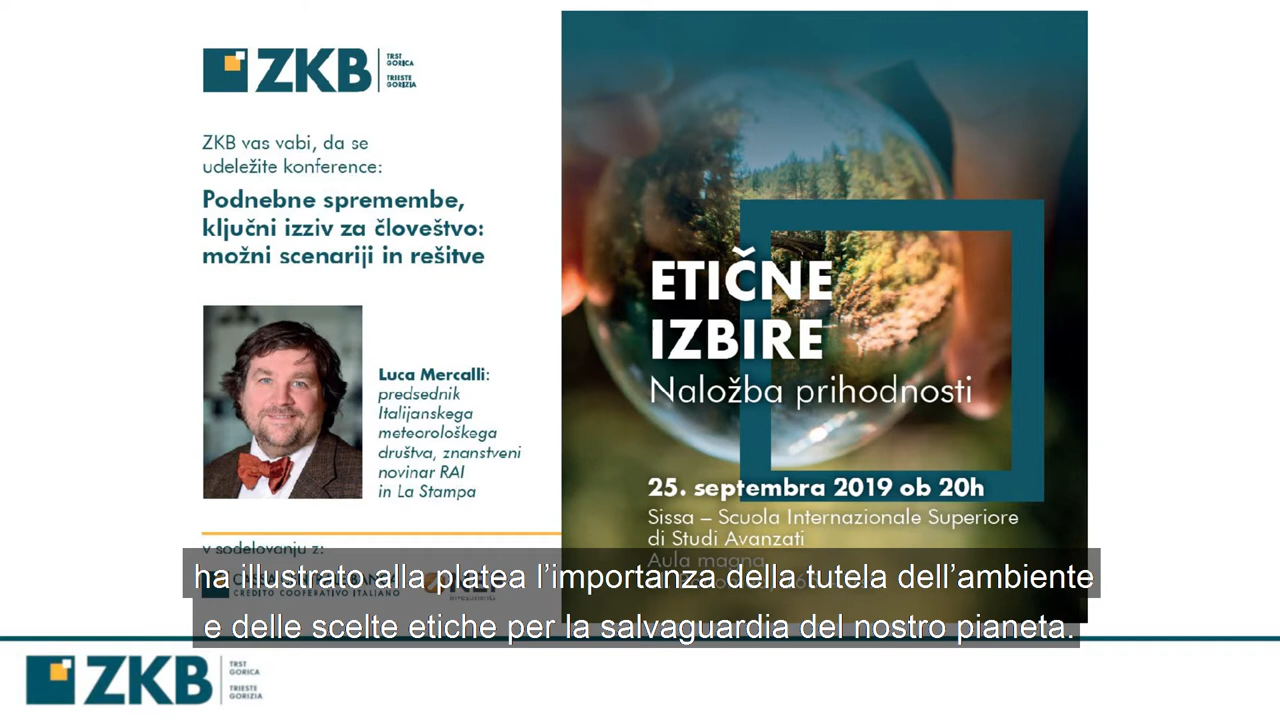 ZKB
TRST
GORICA
TRIESTE
GORIZIA
ZKB vas vabi, da se
udeležite konference:
Podnebne spremembe,
ključni izziv za človeštvo:
možni scenariji in rešitve
Luca Mercalli:
predsednik
Italijanskega
meteorološkega
društva, znanstveni
novinar RAI
in La Stampa
v sodelovanju z:
CREDITO COOPERATIVO ITALIANO
ETIČNE
IZBIRE
Naložba prihodnosti
25. septembra 2019 ob 20h
Sissa – Scuola Internazionale Superiore
di Studi Avanzati
Aula magna
ha illustrato alla platea l’importanza della tutela dell’ambiente
e delle scelte etiche per la salvaguardia del nostro pianeta.
ZKB
TRST
GORICA
TRIESTE
GORIZIA